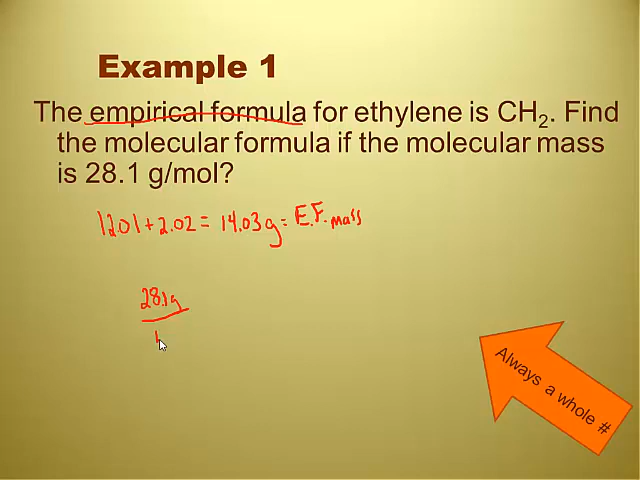 Example 1
The empirical formula for ethylene is CH₂. Find
the molecular formula if the molecular mass
is 28.1 g/mol?
12.01 + 2.02 = 14.03 g = E.F. mass
28.1g
1
Always a whole #